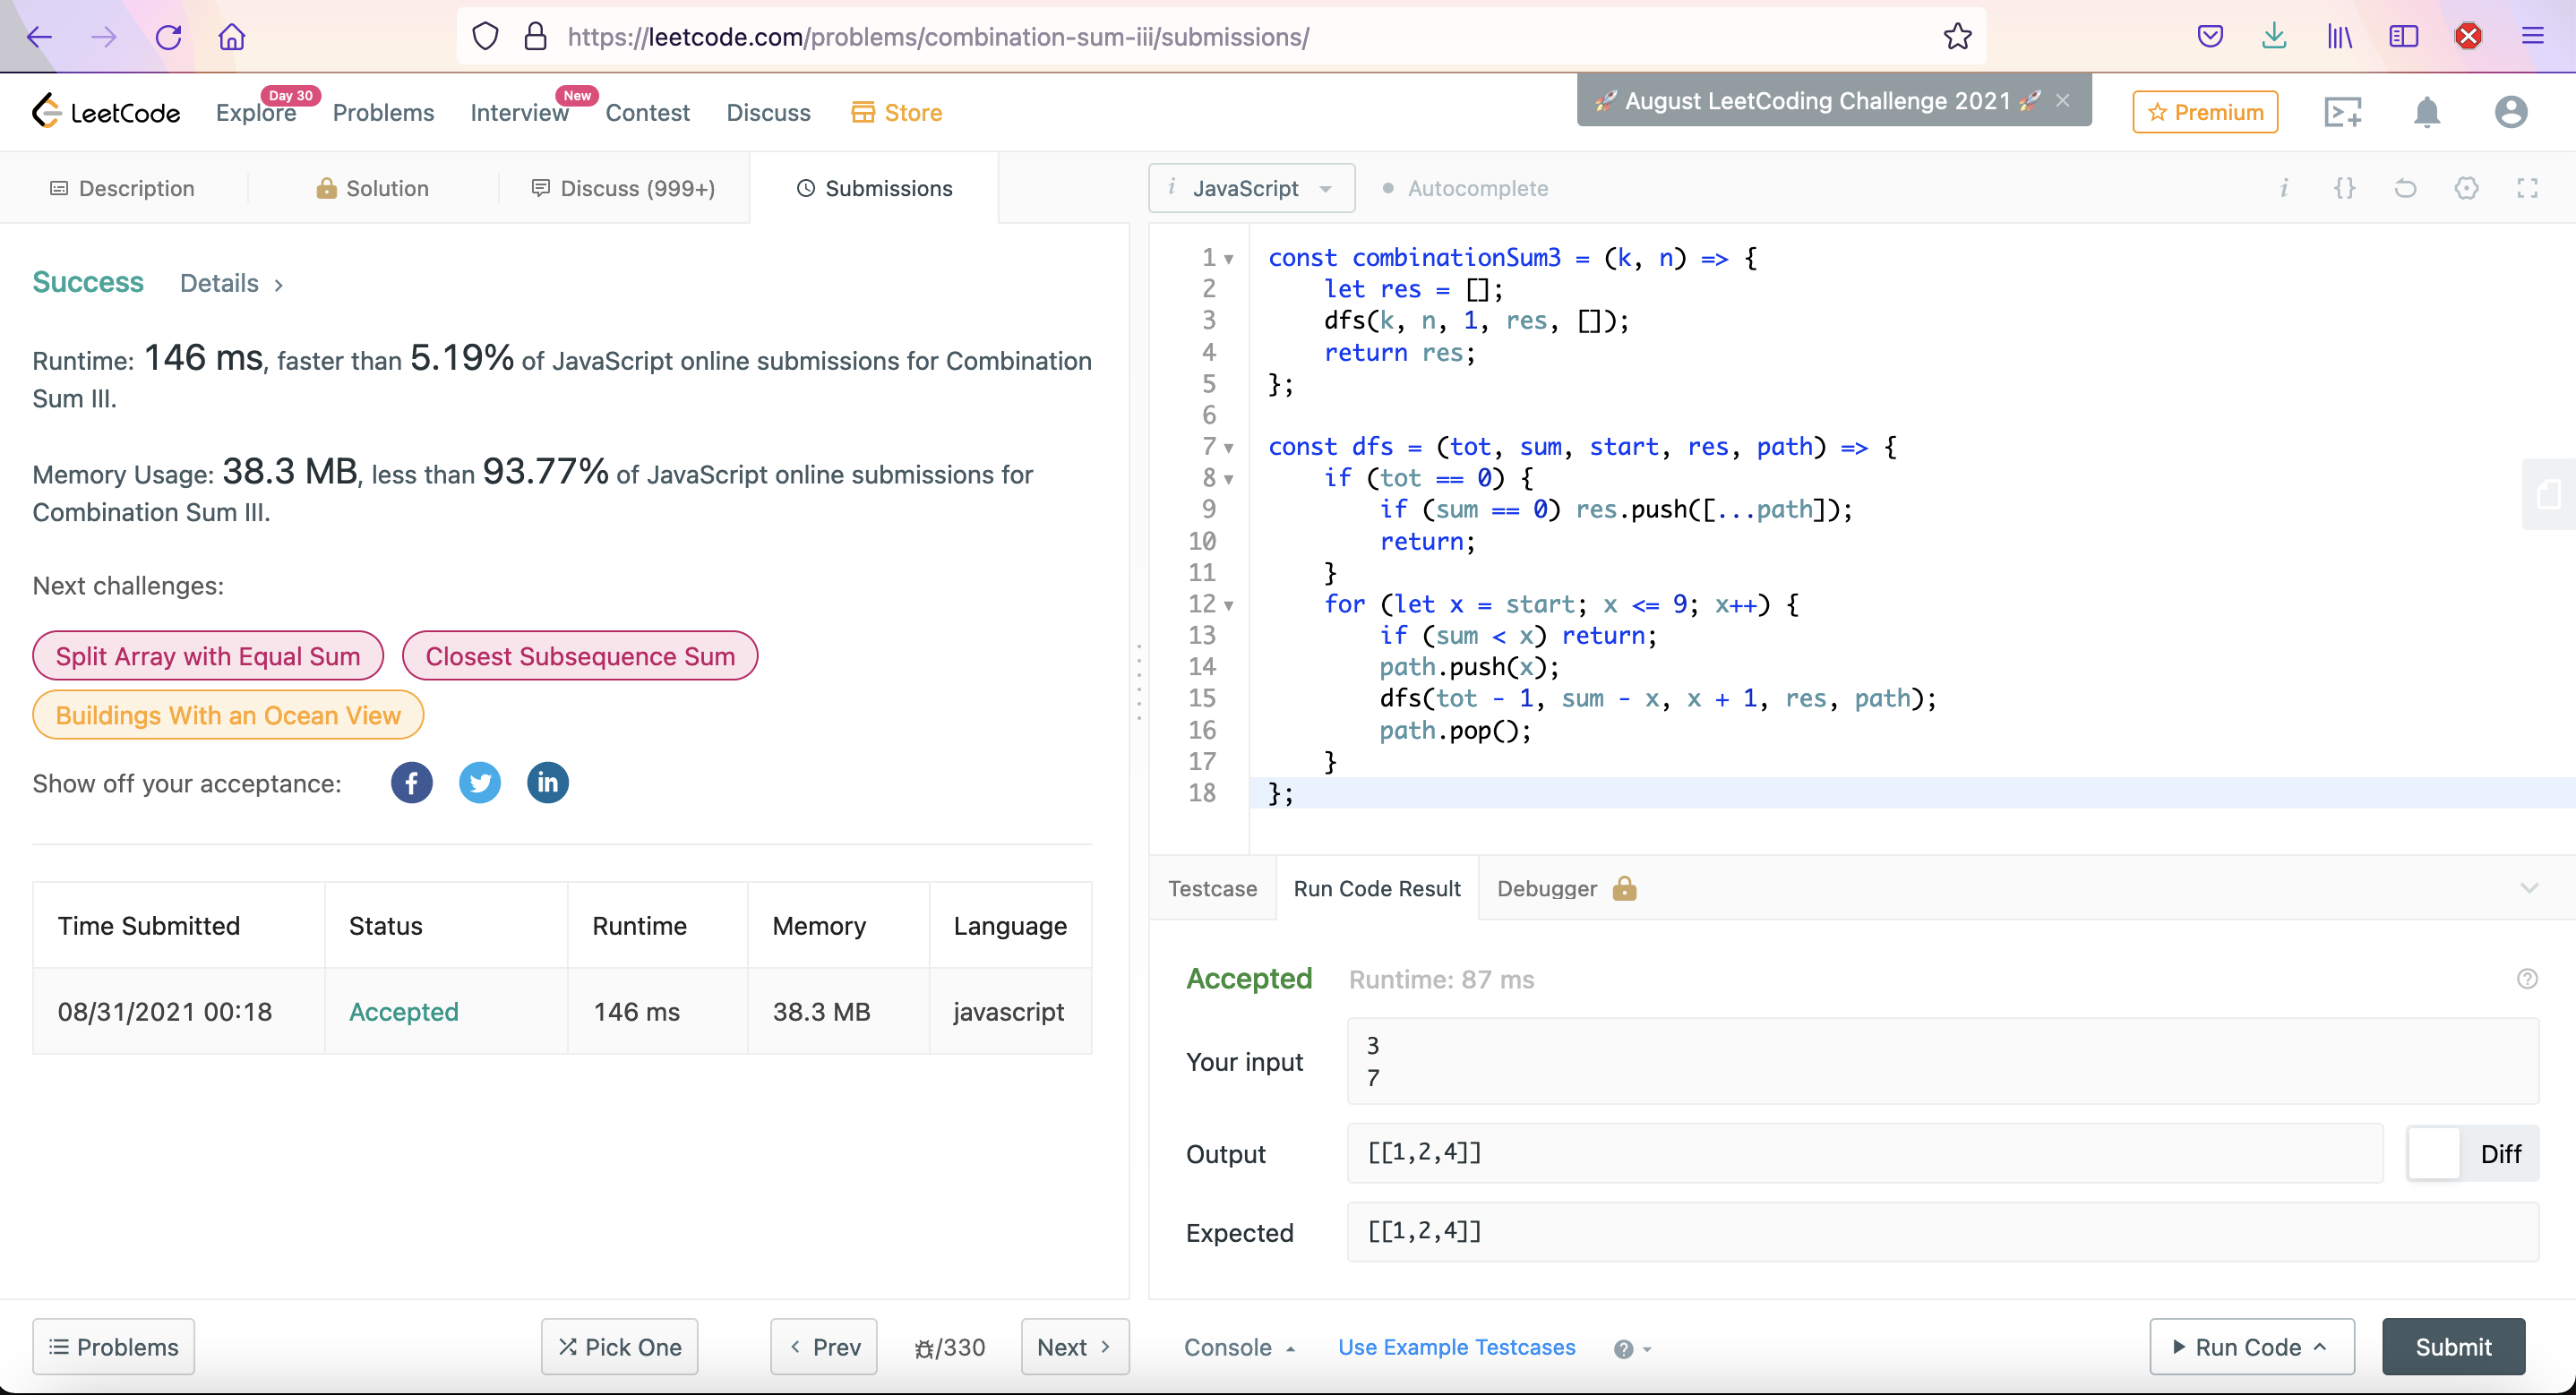 https://leetcode.com/problems/combination-sum-iii/submissions/
LeetCode
Explore
Day 30
Problems
Interview
New
Contest
Discuss
Store
🚀 August LeetCoding Challenge 2021 🚀 ×
Premium
Description
Solution
Discuss (999+)
Submissions
i JavaScript
Autocomplete
i {}
Success Details >
Runtime: 146 ms, faster than 5.19% of JavaScript online submissions for Combination
Sum III.
Memory Usage: 38.3 MB, less than 93.77% of JavaScript online submissions for
Combination Sum III.
Next challenges:
Split Array with Equal Sum
Closest Subsequence Sum
Buildings With an Ocean View
Show off your acceptance: f in
Time Submitted Status Runtime Memory Language
08/31/2021 00:18 Accepted 146 ms 38.3 MB javascript
1 const combinationSum3 = (k, n) => {
2 let res = [];
3 dfs(k, n, 1, res, []);
4 return res;
5 };
6
7 const dfs = (tot, sum, start, res, path) => {
8 if (tot == 0) {
9 if (sum == 0) res.push([...path]);
10 return;
11 }
12 for (let x = start; x <= 9; x++) {
13 if (sum < x) return;
14 path.push(x);
15 dfs(tot - 1, sum - x, x + 1, res, path);
16 path.pop();
17 }
18 };
Testcase
Run Code Result
Debugger
Accepted Runtime: 87 ms ?
Your input
3
7
Output
[[1,2,4]]
Diff
Expected
[[1,2,4]]
Problems
Pick One
< Prev
/330
Next >
Console
Use Example Testcases
?
Run Code
Submit